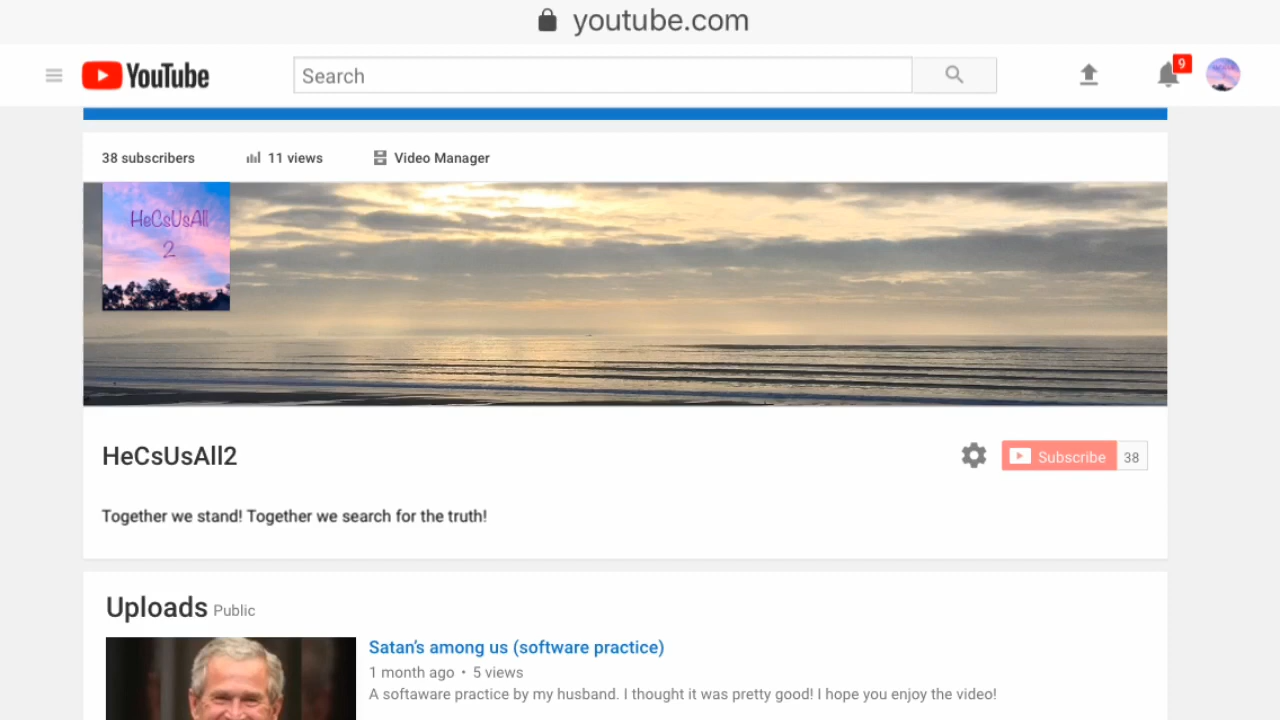 youtube.com
YouTube
Search
9
38 subscribers
11 views
Video Manager
HeCsUsAll
2
HeCsUsAll2
Subscribe
38
Together we stand! Together we search for the truth!
Uploads Public
Satan's among us (software practice)
1 month ago • 5 views
A softaware practice by my husband. I thought it was pretty good! I hope you enjoy the video!